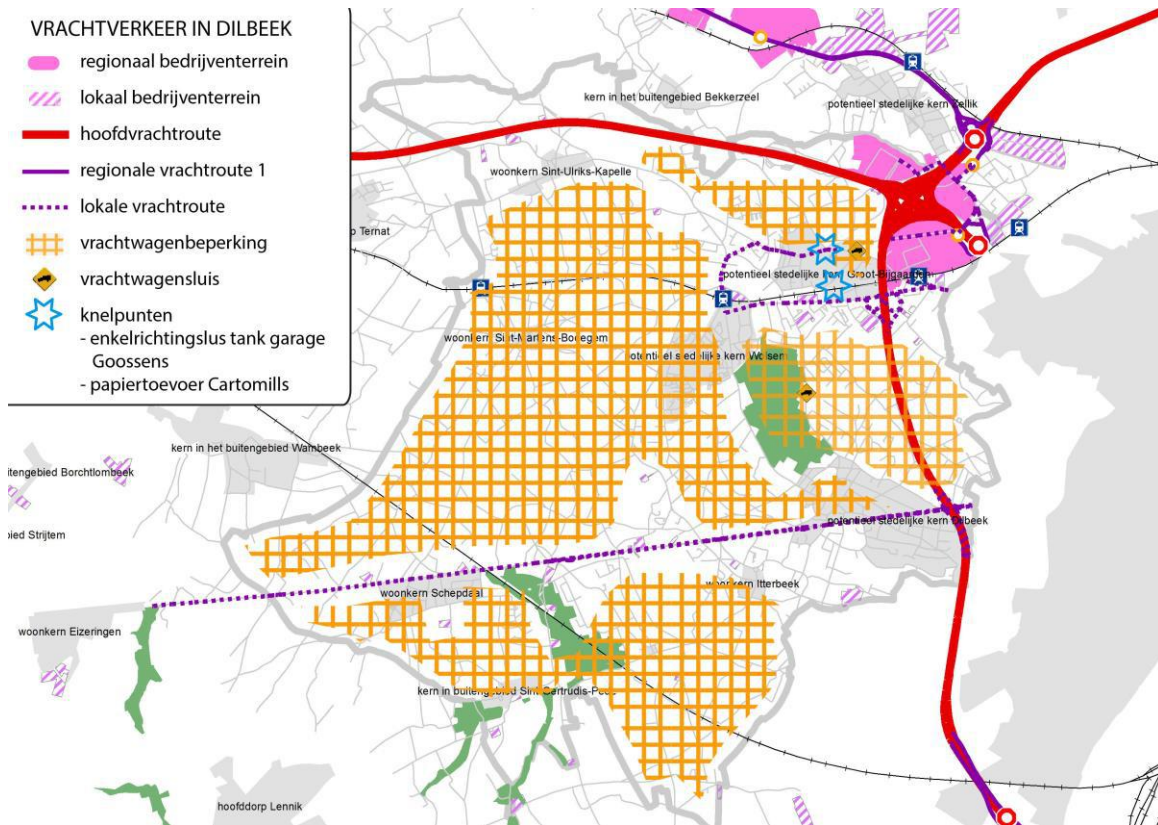 VRACHTVERKEER IN DILBEEK
regionaal bedrijventerrein
lokaal bedrijventerrein
hoofdvrachtroute
regionale vrachtroute 1
lokale vrachtroute
vrachtwagenbeperking
vrachtwagensluis
knelpunten
- enkelrichtingslus tank garage
Goossens
- papiertoevoer Cartomills
kern in het buitengebied Bekkerzeel
potentieel stedelijke kern Zellik
woonkern Sint-Ulriks-Kapelle
p Ternat
potentieel stedelijke kern Groot-Bijgaarden
woonkern Sint-Martens-Bodegem
potentieel stedelijke kern Wolsem
kern in het buitengebied Wambeek
uitengebied Borchtlombeek
bied Strijtem
potentieel stedelijke kern Dilbeek
woonkern Itterbeek
woonkern Schepdaal
woonkern Eizeringen
kern in buitengebied Sint-Gertrudis-Pede
hoofddorp Lennik